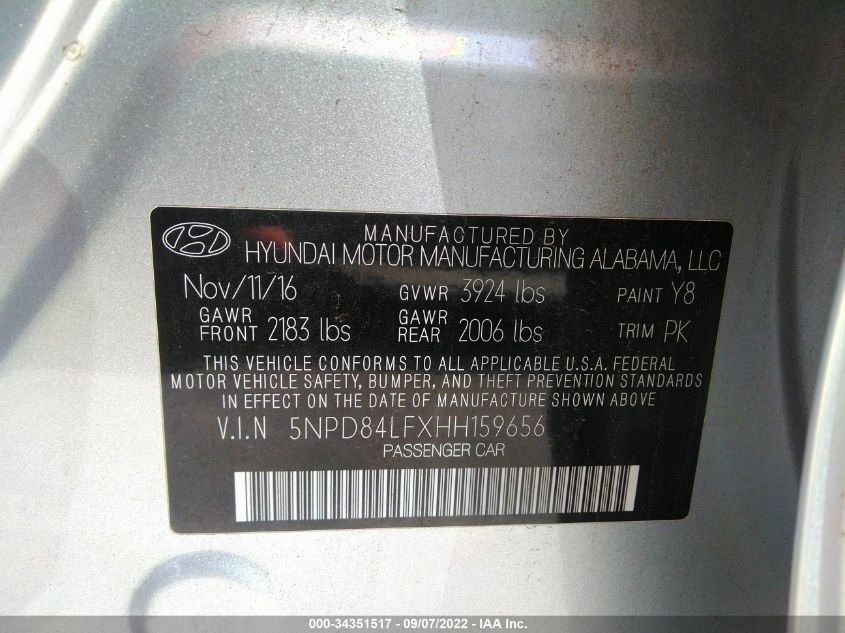 MANUFACTURED BY
HYUNDAI MOTOR MANUFACTURING ALABAMA, LLC
Nov/11/16 GVWR 3924 lbs PAINT Y8
GAWR FRONT 2183 lbs GAWR REAR 2006 lbs TRIM PK
THIS VEHICLE CONFORMS TO ALL APPLICABLE U.S.A. FEDERAL
MOTOR VEHICLE SAFETY, BUMPER, AND THEFT PREVENTION STANDARDS
IN EFFECT ON THE DATE OF MANUFACTURE SHOWN ABOVE
V.I.N 5NPD84LFXHH159656
PASSENGER CAR
000-34351517 - 09/07/2022 - © Copyright 2022, IAA Inc.